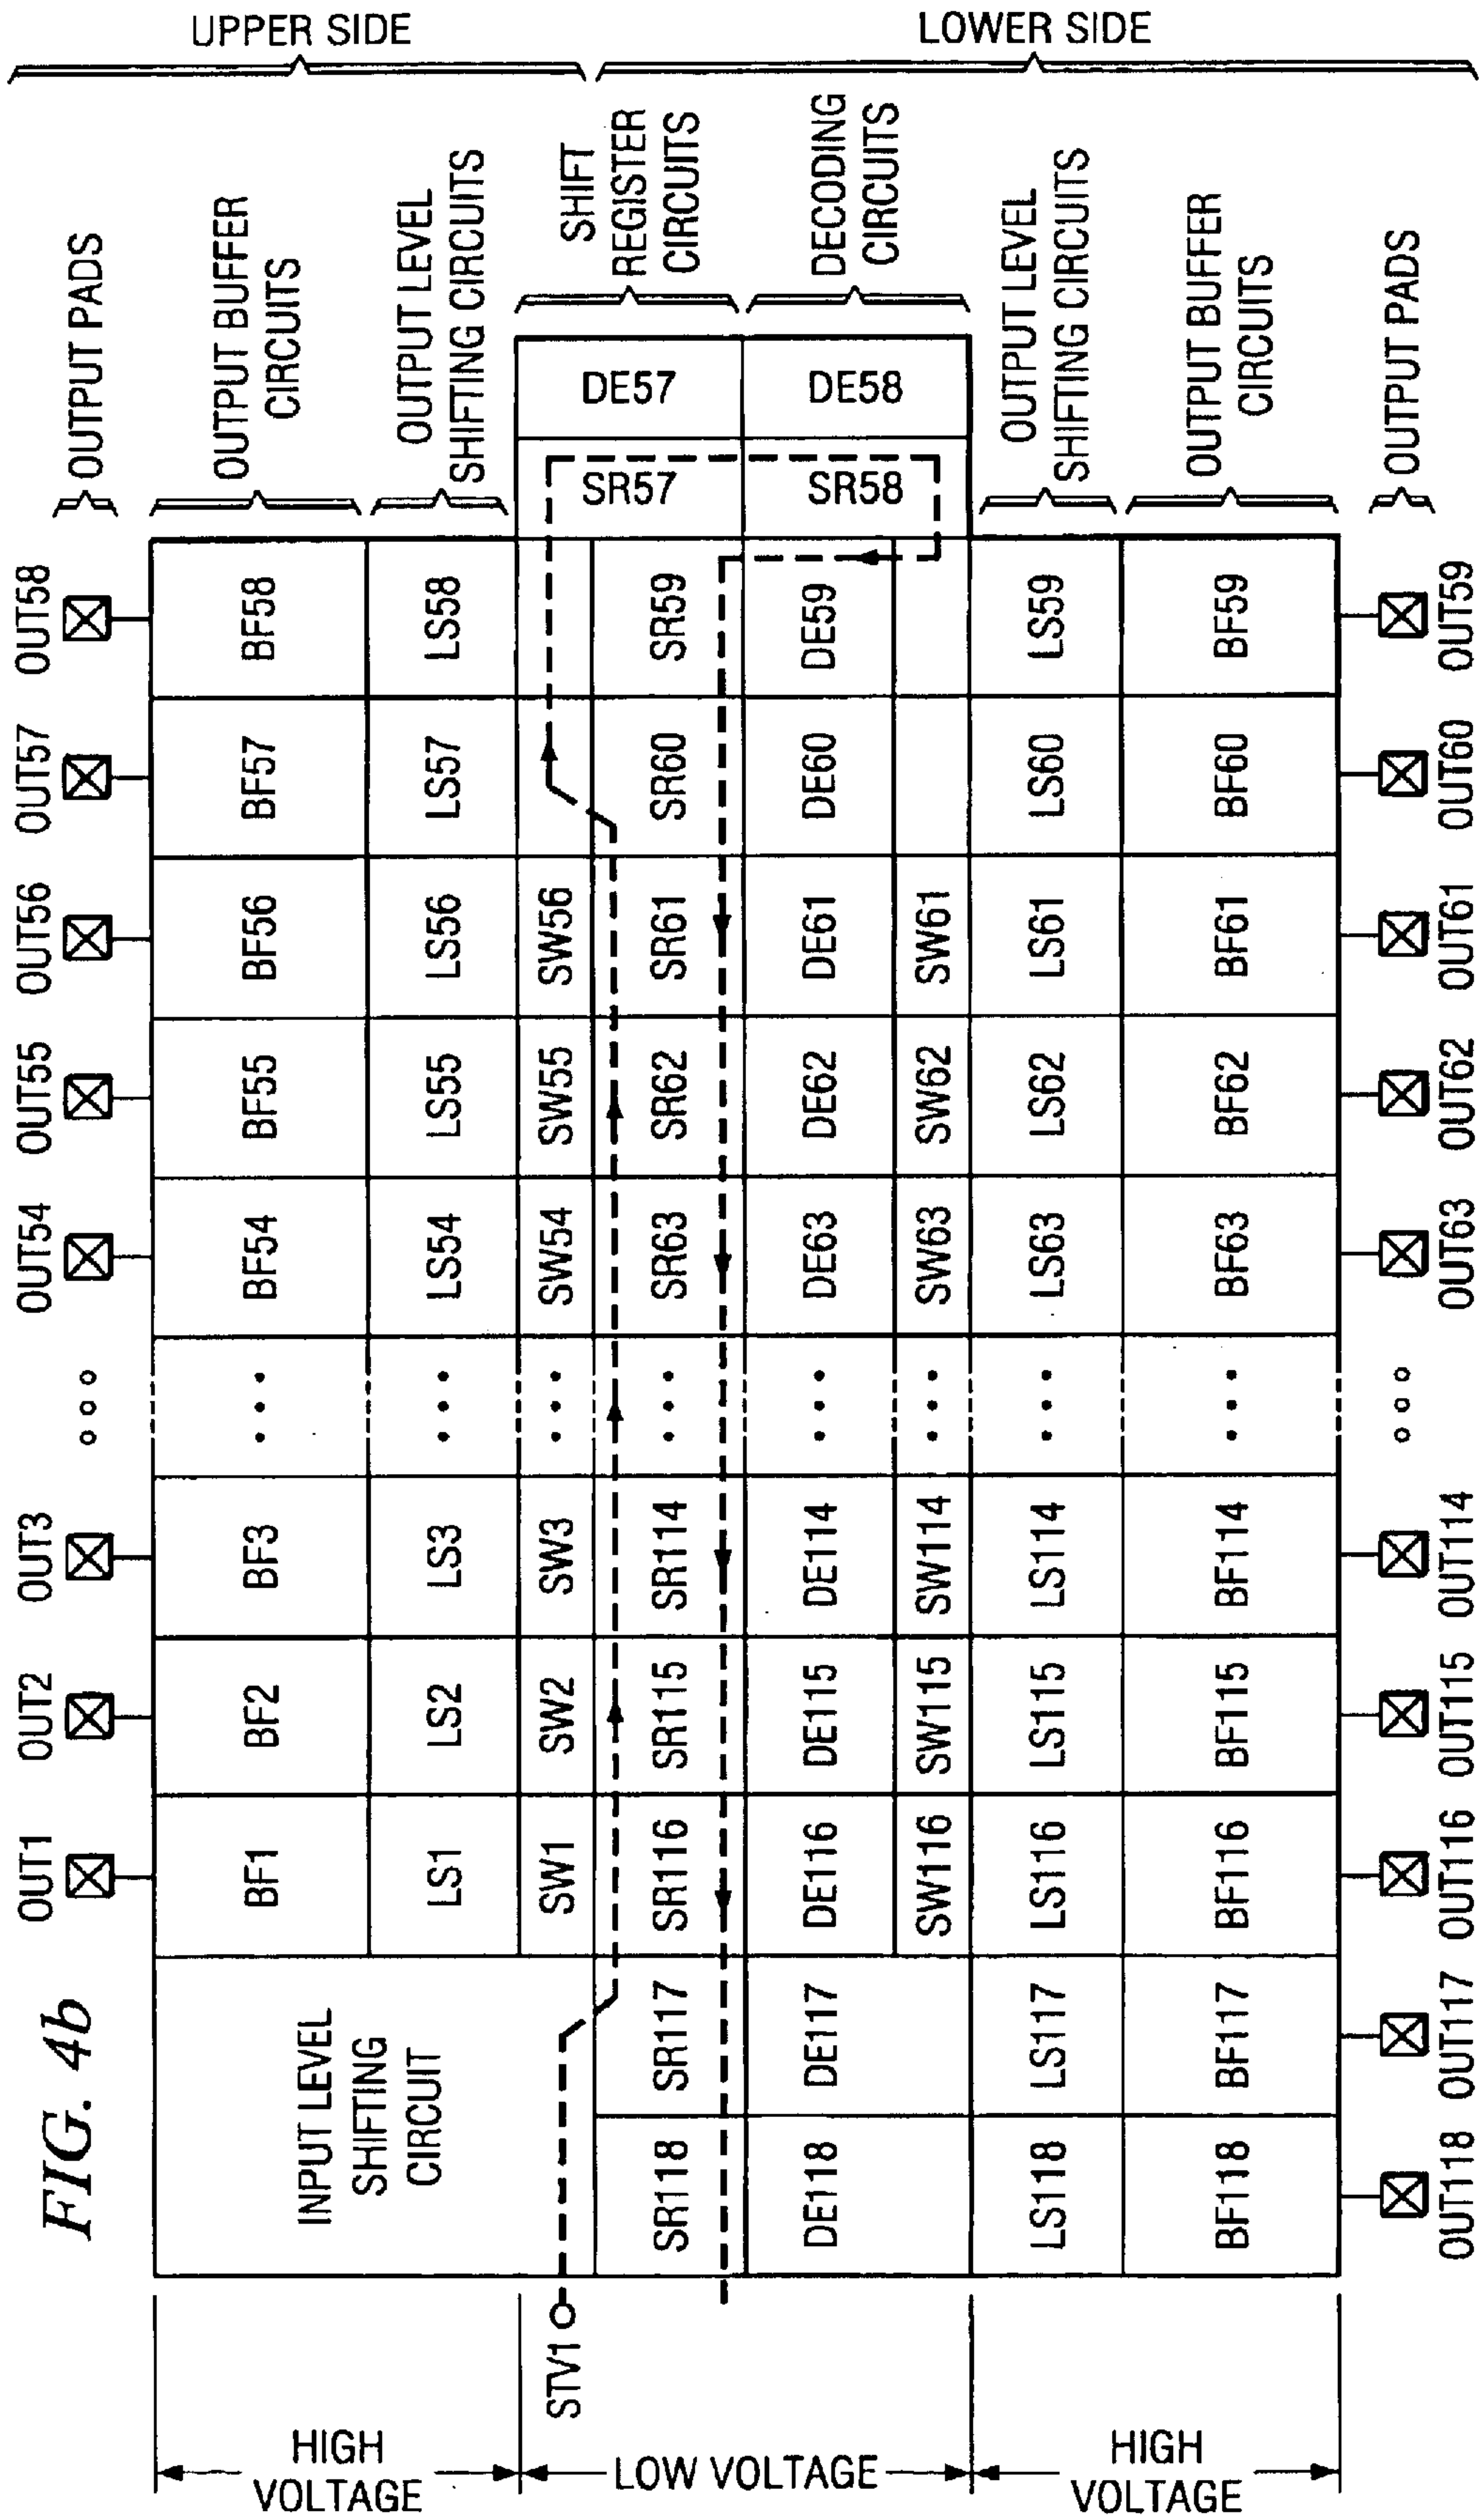 FIG. 4b
UPPER SIDE
LOWER SIDE
OUTPUT PADS
OUTPUT BUFFER
CIRCUITS
OUTPUT LEVEL
SHIFTING CIRCUITS
SHIFT
REGISTER
CIRCUITS
DECODING
CIRCUITS
OUTPUT LEVEL
SHIFTING CIRCUITS
OUTPUT BUFFER
CIRCUITS
OUTPUT PADS
OUT1 OUT2 OUT3 OUT54 OUT55 OUT56 OUT57 OUT58
BF1 BF2 BF3 BF54 BF55 BF56 BF57 BF58
LS1 LS2 LS3 LS54 LS55 LS56 LS57 LS58
INPUT LEVEL
SHIFTING
CIRCUIT
SW1 SW2 SW3 SW54 SW55 SW56
STV1
SR57 DE57
SR118 SR117 SR116 SR115 SR114 SR63 SR62 SR61 SR60 SR59
DE118 DE117 DE116 DE115 DE114 DE63 DE62 DE61 DE60 DE59
SR58 DE58
SW116 SW115 SW114 SW63 SW62 SW61
LS118 LS117 LS116 LS115 LS114 LS63 LS62 LS61 LS60 LS59
BF118 BF117 BF116 BF115 BF114 BF63 BF62 BF61 BF60 BF59
OUT118 OUT117 OUT116 OUT115 OUT114 OUT63 OUT62 OUT61 OUT60 OUT59
HIGH
VOLTAGE
LOW VOLTAGE
HIGH
VOLTAGE